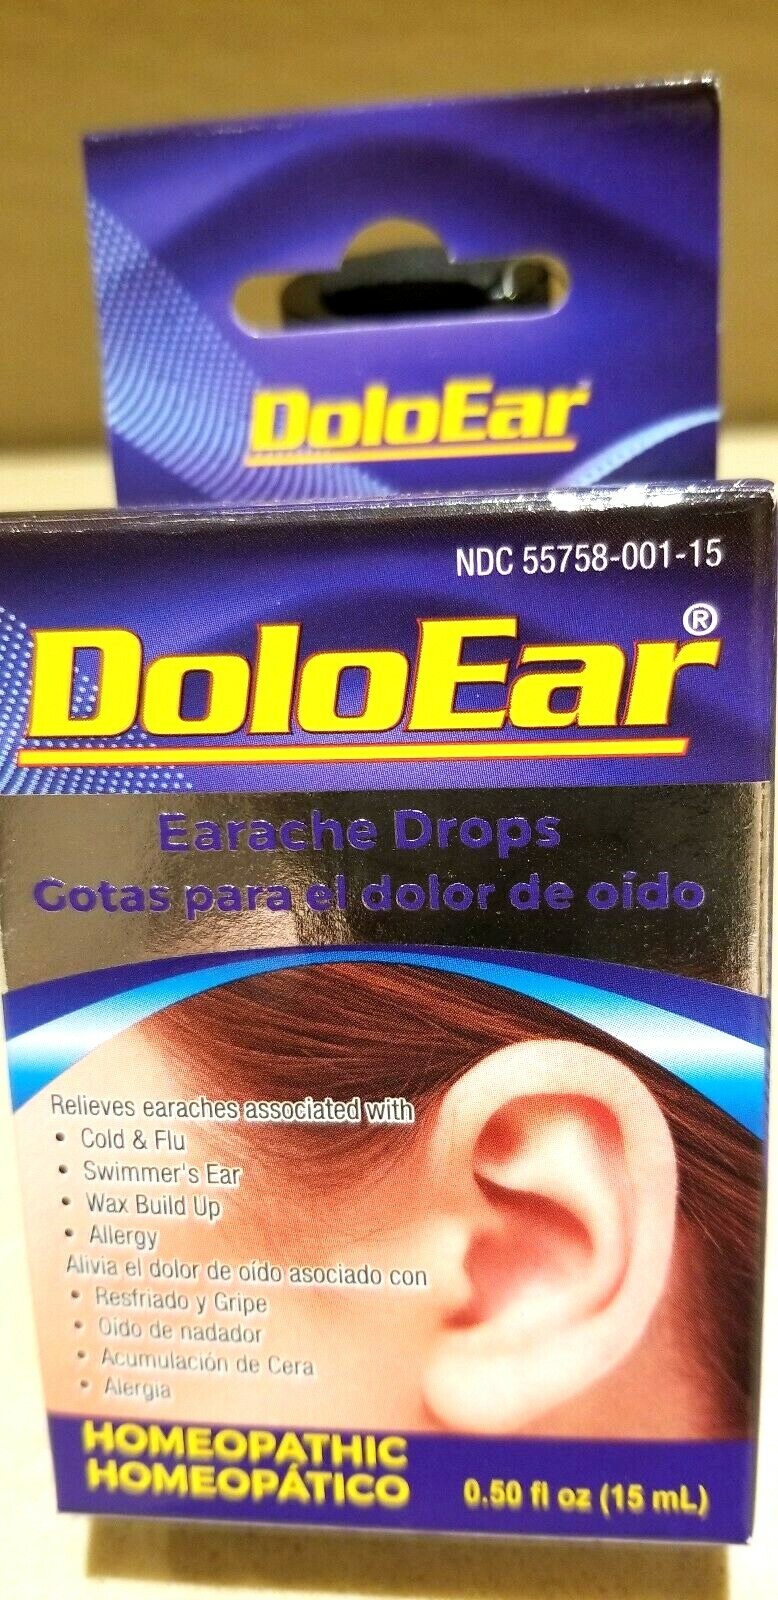 DoloEar
NDC 55758-001-15
DoloEar®
Earache Drops
Gotas para el dolor de oído
Relieves earaches associated with
• Cold & Flu
• Swimmer's Ear
• Wax Build Up
• Allergy
Alivia el dolor de oído asociado con
• Resfriado y Gripe
• Oído de nadador
• Acumulación de Cera
• Alergia
HOMEOPATHIC
HOMEOPÁTICO
0.50 fl oz (15 mL)